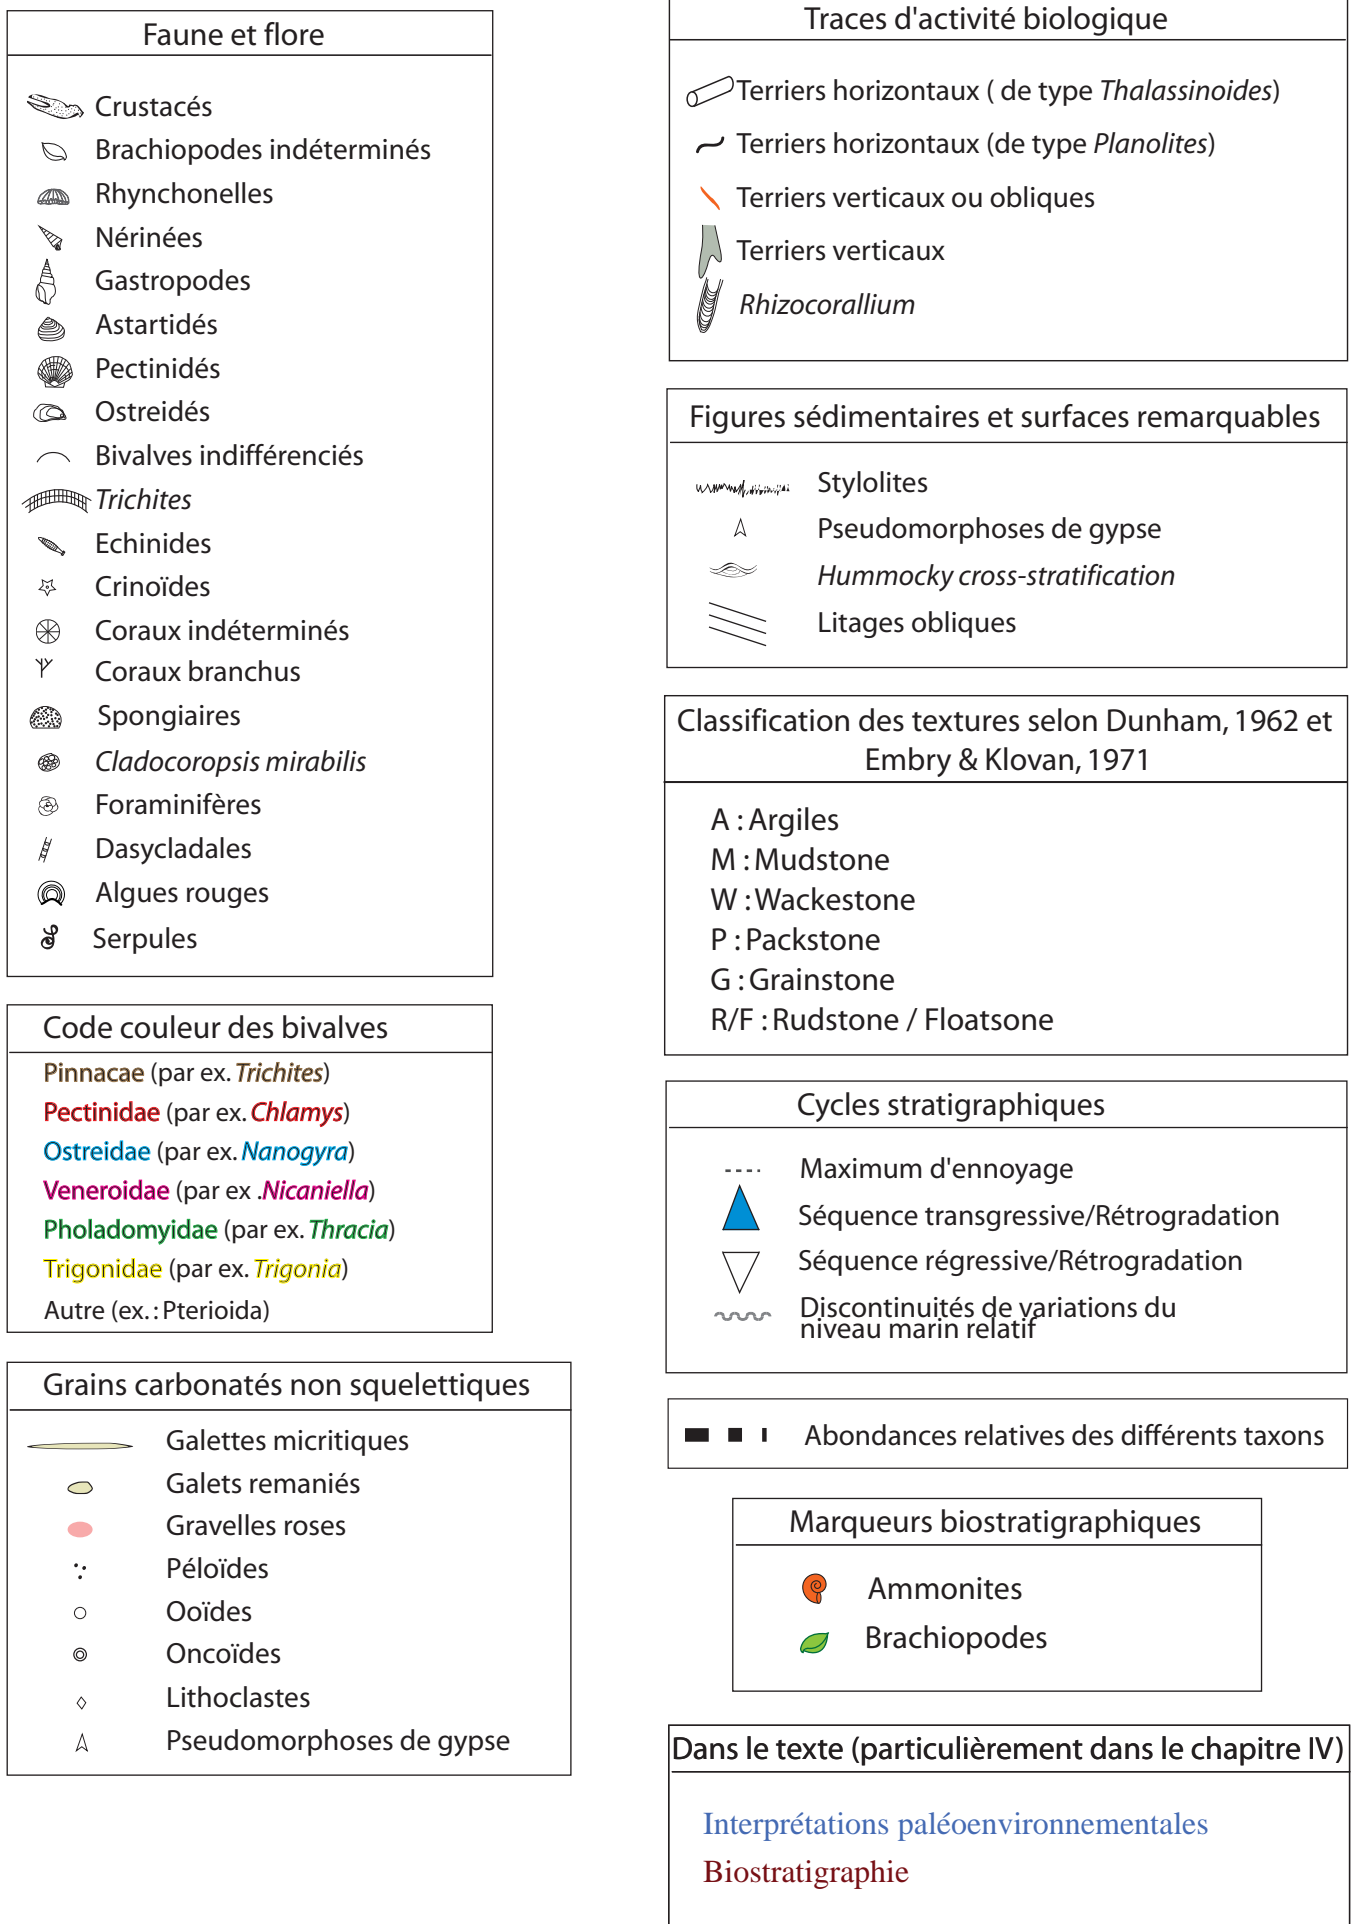 Faune et flore
Crustacés
Brachiopodes indéterminés
Rhynchonelles
Nérinées
Gastropodes
Astartidés
Pectinidés
Ostreidés
Bivalves indifférenciés
Trichites
Echinides
Crinoïdes
Coraux indéterminés
Coraux branchus
Spongiaires
Cladocoropsis mirabilis
Foraminifères
Dasycladales
Algues rouges
Serpules
Code couleur des bivalves
Pinnacae (par ex. Trichites)
Pectinidae (par ex. Chlamys)
Ostreidae (par ex. Nanogyra)
Veneroidae (par ex .Nicaniella)
Pholadomyidae (par ex. Thracia)
Trigonidae (par ex. Trigonia)
Autre (ex. : Pterioida)
Grains carbonatés non squelettiques
Galettes micritiques
Galets remaniés
Gravelles roses
Péloïdes
Ooïdes
Oncoïdes
Lithoclastes
Pseudomorphoses de gypse
Traces d'activité biologique
Terriers horizontaux ( de type Thalassinoides)
Terriers horizontaux (de type Planolites)
Terriers verticaux ou obliques
Terriers verticaux
Rhizocorallium
Figures sédimentaires et surfaces remarquables
Stylolites
Pseudomorphoses de gypse
Hummocky cross-stratification
Litages obliques
Classification des textures selon Dunham, 1962 et
Embry & Klovan, 1971
A : Argiles
M : Mudstone
W : Wackestone
P : Packstone
G : Grainstone
R/F : Rudstone / Floatsone
Cycles stratigraphiques
Maximum d'ennoyage
Séquence transgressive/Rétrogradation
Séquence régressive/Rétrogradation
Discontinuités de variations du
niveau marin relatif
Abondances relatives des différents taxon
Marqueurs biostratigraphiques
Ammonites
Brachiopodes
Dans le texte (particulièrement dans le chapitre IV)
Interprétations paléoenvironnementales
Biostratigraphie